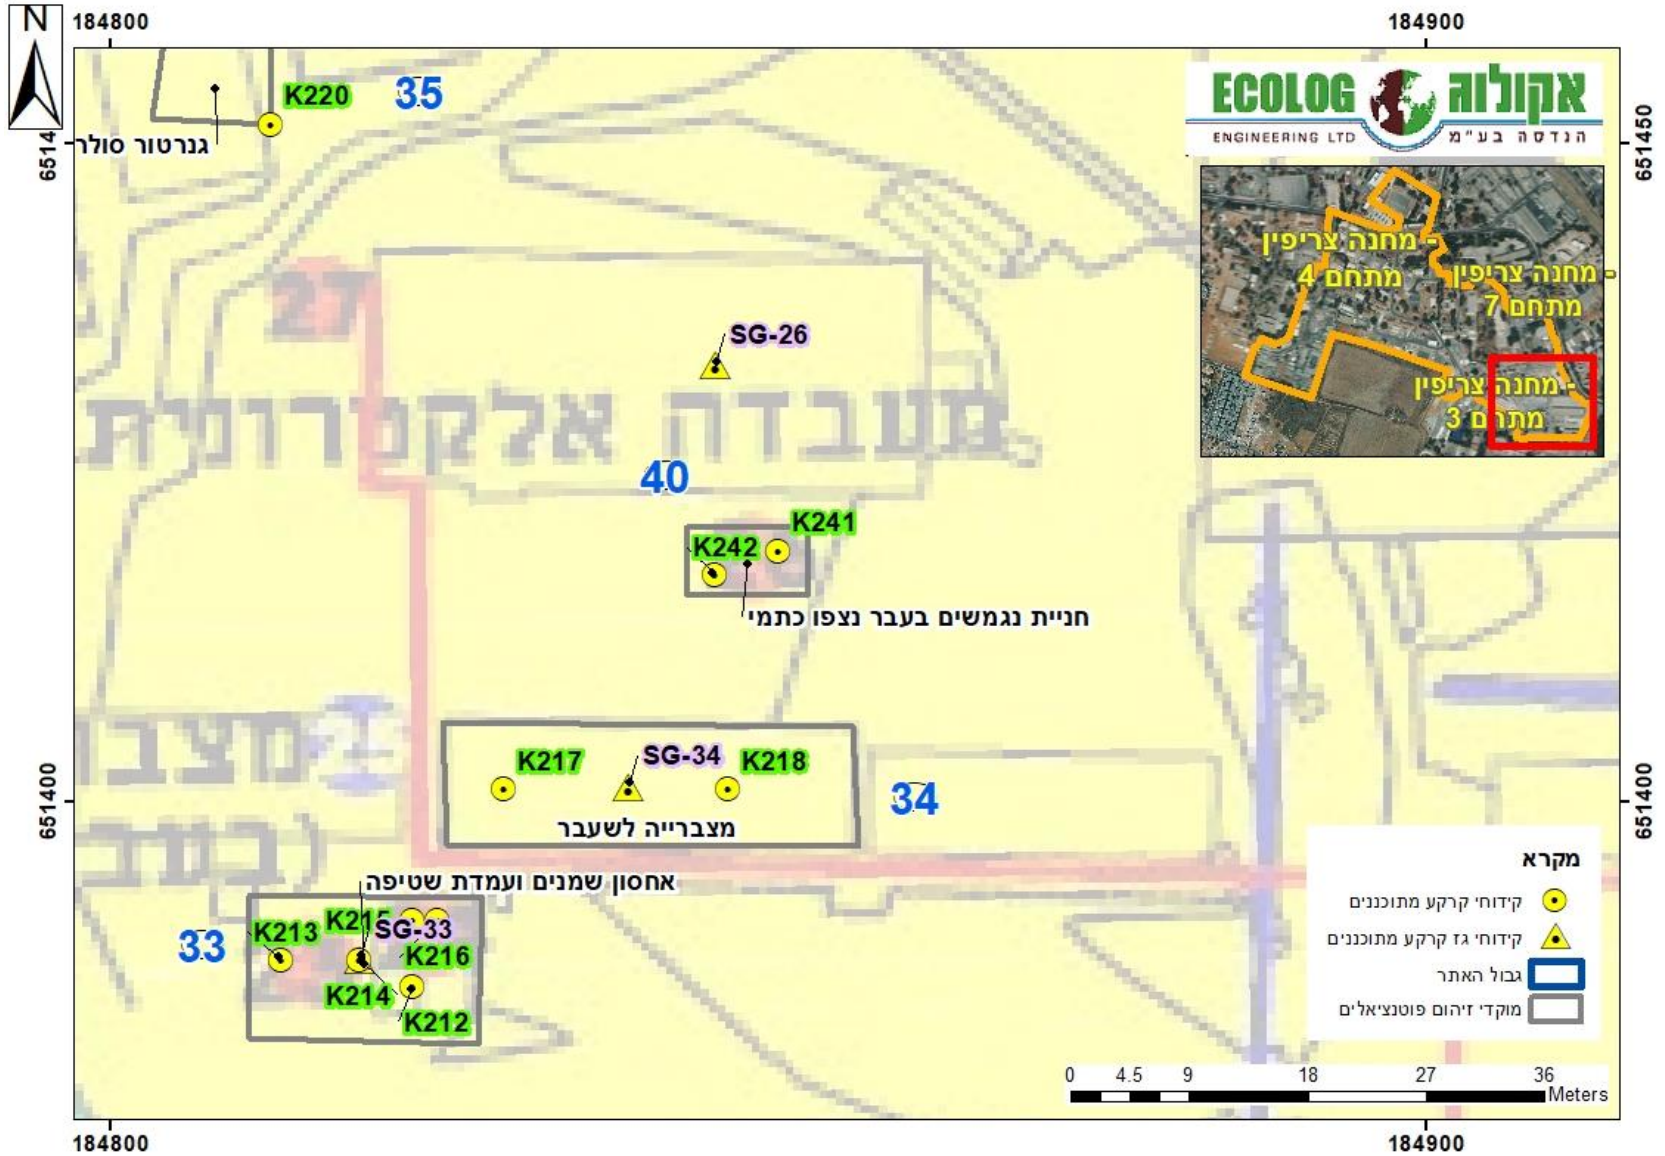 N
184800
184900
651450
6514
K220
35
גנרטור סולר
ECOLOG
ENGINEERING LTD
אקולוג
הנדסה בע"מ
מחנה צריפין -
מתחם 4
מחנה צריפין -
מתחם 7
מחנה צריפין -
מתחם 3
27
SG-26
מעבדה אלקטרונית
40
K241
K242
חניית נגמשים בעבר נצפו כתמי
K217
SG-34
K218
מצברייה לשעבר
34
651400
651400
מצב
אחסון שמנים ועמדת שטיפה
33
K213
K215
SG-33
K216
K214
K212
מקרא
קידוחי קרקע מתוכננים
קידוחי גז קרקע מתוכננים
גבול האתר
מוקדי זיהום פוטנציאלים
0 4.5 9 18 27 36
Meters
184800
184900